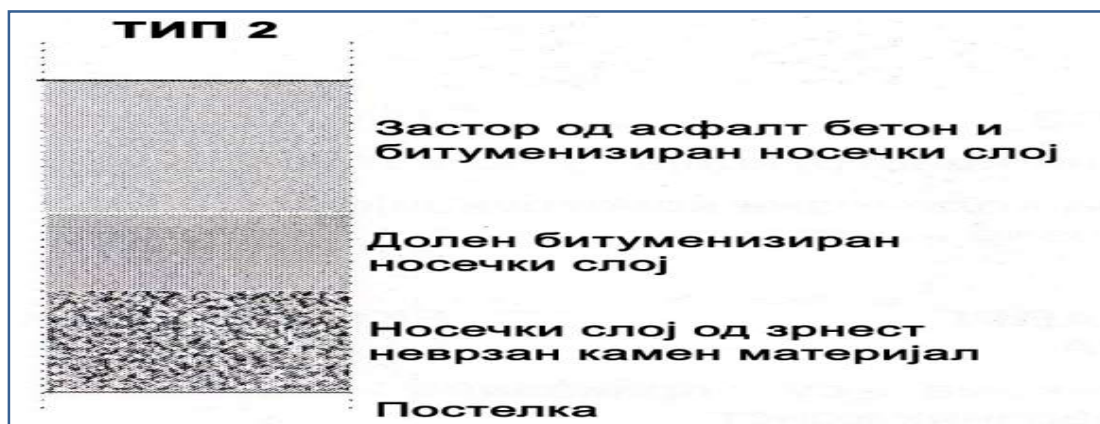 ТИП 2
Застор од асфалт бетон и
битуменизиран носечки слој
Долен битуменизиран
носечки слој
Носечки слој од зрнест
неврзан камен материјал
Постелка